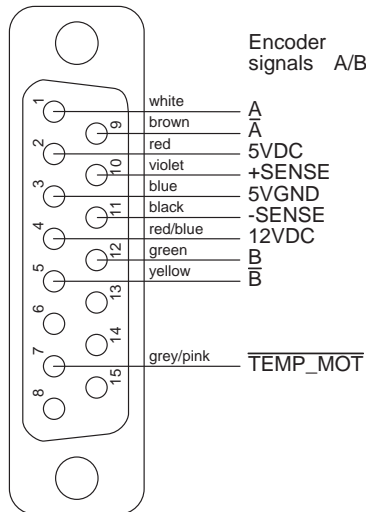 Encoder
signals A/B
1 white A
9 brown A̅
2 red 5VDC
10 violet +SENSE
3 blue 5VGND
11 black -SENSE
4 red/blue 12VDC
12 green B
5 yellow B̅
13
6
14
7 grey/pink T̅E̅M̅P̅_̅M̅O̅T̅
15
8